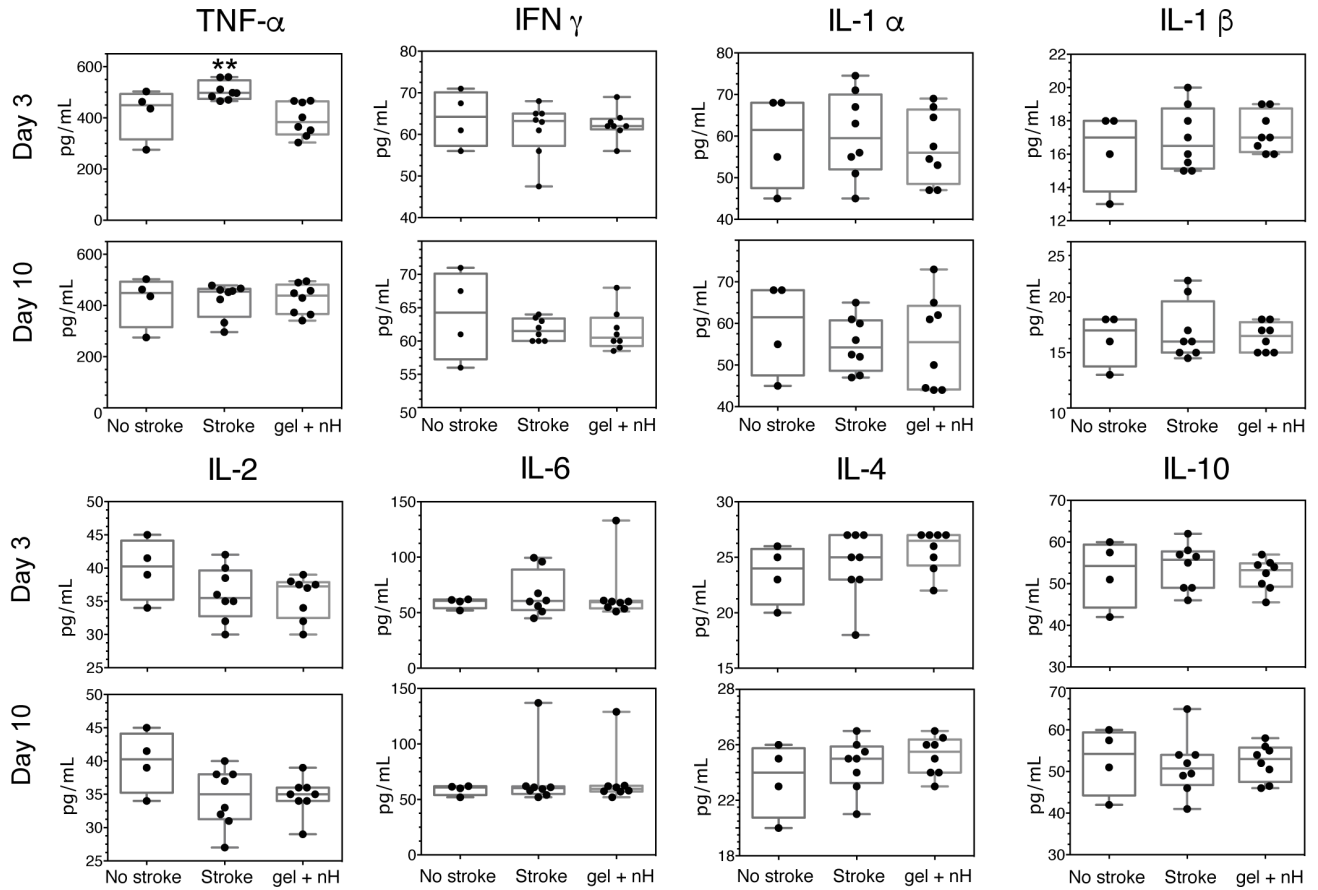 TNF-α IFN γ IL-1 α IL-1 β
Day 3
pg/mL
600
400
200
0
**
pg/mL
80
70
60
50
40
pg/mL
80
70
60
50
40
pg/mL
22
20
18
16
14
12
Day 10
pg/mL
600
400
200
0
No stroke Stroke gel + nH
pg/mL
70
65
60
55
50
No stroke Stroke gel + nH
pg/mL
80
70
60
50
40
No stroke Stroke gel + nH
pg/mL
25
20
15
10
No stroke Stroke gel + nH
IL-2 IL-6 IL-4 IL-10
Day 3
pg/mL
50
45
40
35
30
25
pg/mL
150
100
50
0
pg/mL
30
25
20
15
pg/mL
70
60
50
40
30
Day 10
pg/mL
50
45
40
35
30
25
No stroke Stroke gel + nH
pg/mL
150
100
50
0
No stroke Stroke gel + nH
pg/mL
28
26
24
22
20
18
No stroke Stroke gel + nH
pg/mL
70
60
50
40
30
No stroke Stroke gel + nH